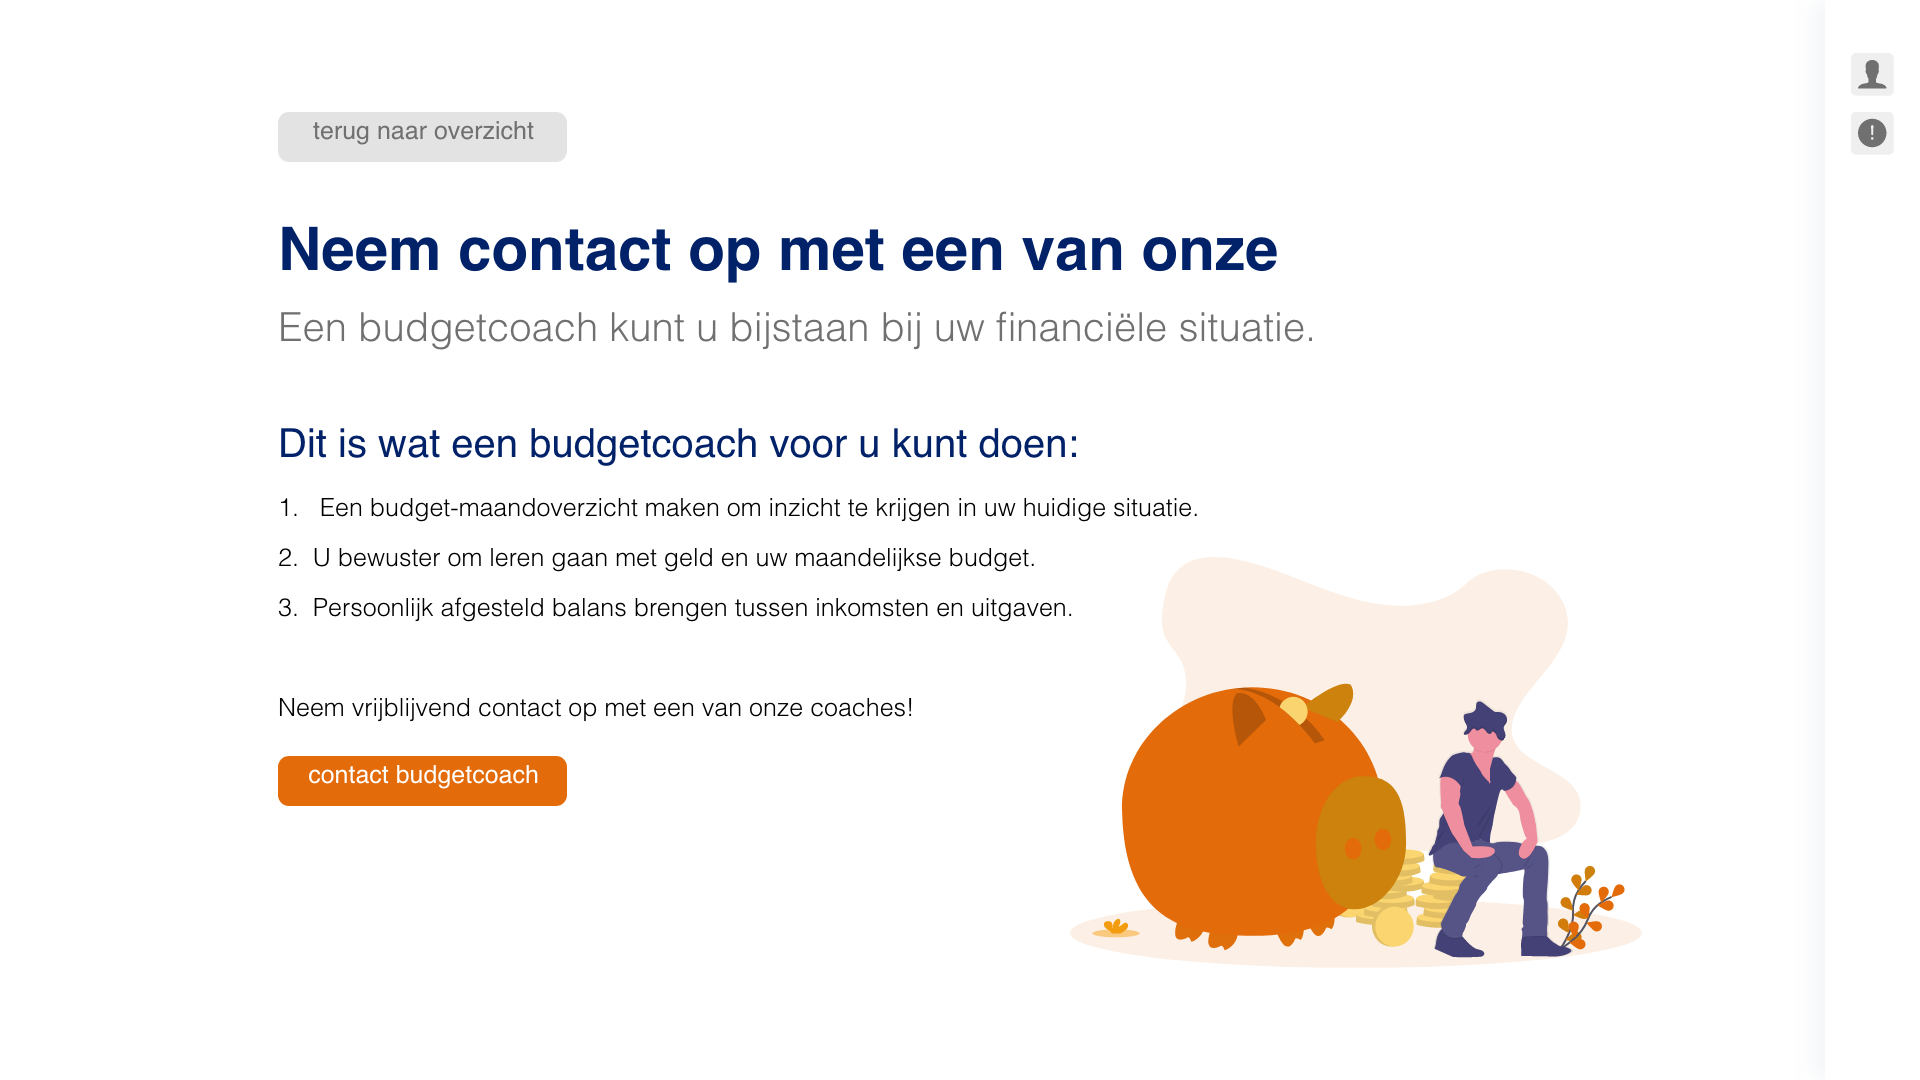 terug naar overzicht
Neem contact op met een van onze
Een budgetcoach kunt u bijstaan bij uw financiële situatie.
Dit is wat een budgetcoach voor u kunt doen:
1. Een budget-maandoverzicht maken om inzicht te krijgen in uw huidige situatie.
2. U bewuster om leren gaan met geld en uw maandelijkse budget.
3. Persoonlijk afgesteld balans brengen tussen inkomsten en uitgaven.
Neem vrijblijvend contact op met een van onze coaches!
contact budgetcoach